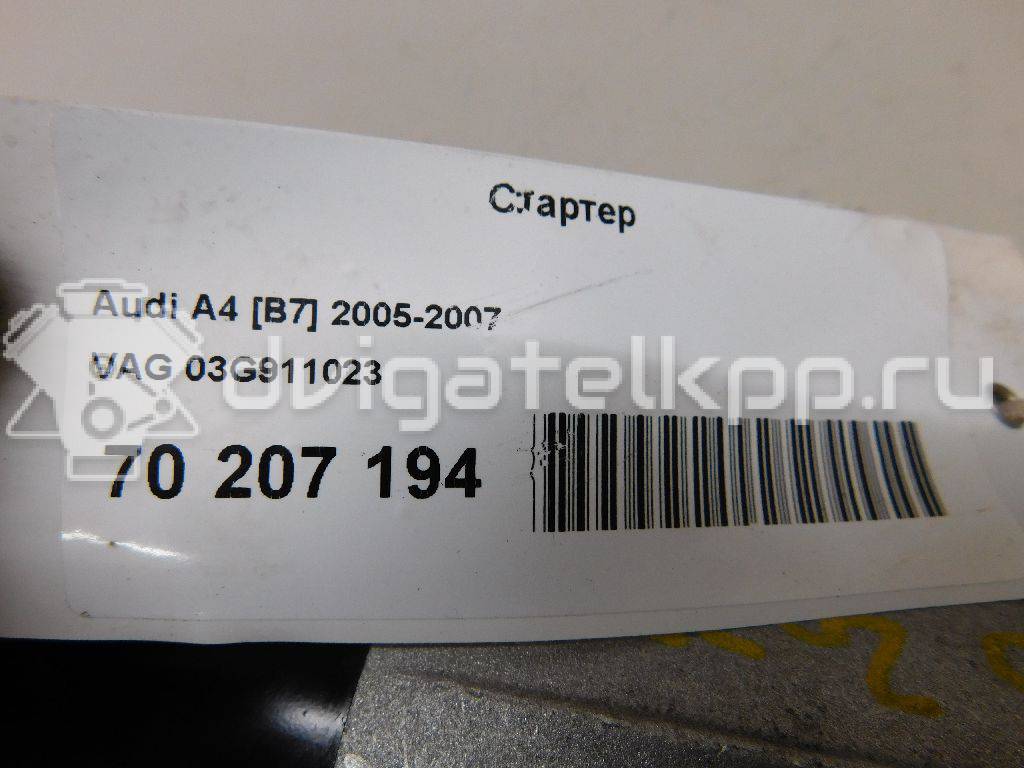 Стартер
Audi A4 [B7] 2005-2007
VAG 03G911023
dvigatelkpp.ru
70 207 194